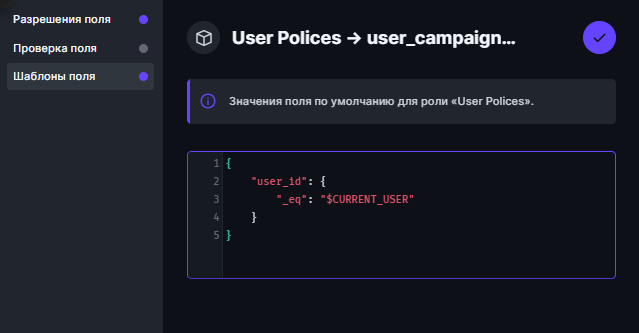 Разрешения поля
Проверка поля
Шаблоны поля
User Polices → user_campaign...
Значения поля по умолчанию для роли «User Polices».
1 {
2 "user_id": {
3 "_eq": "$CURRENT_USER"
4 }
5 }